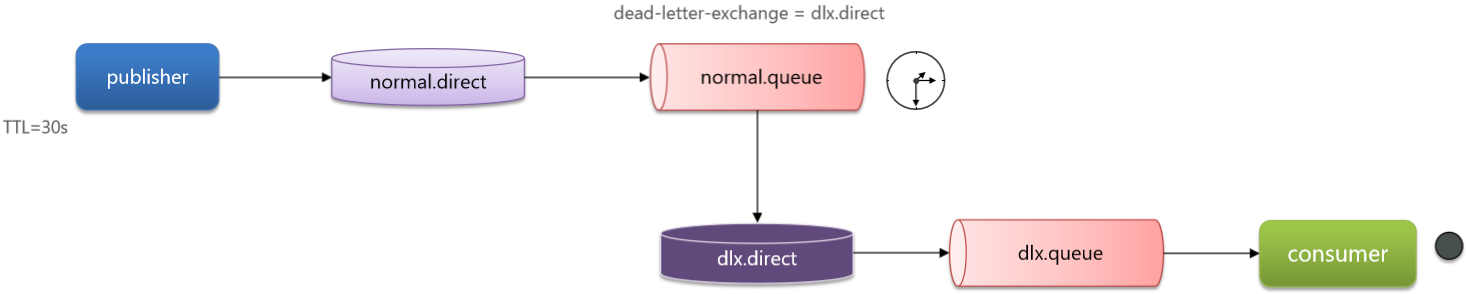 dead-letter-exchange = dlx.direct
publisher
normal.direct
normal.queue
TTL=30s
dlx.direct
dlx.queue
consumer